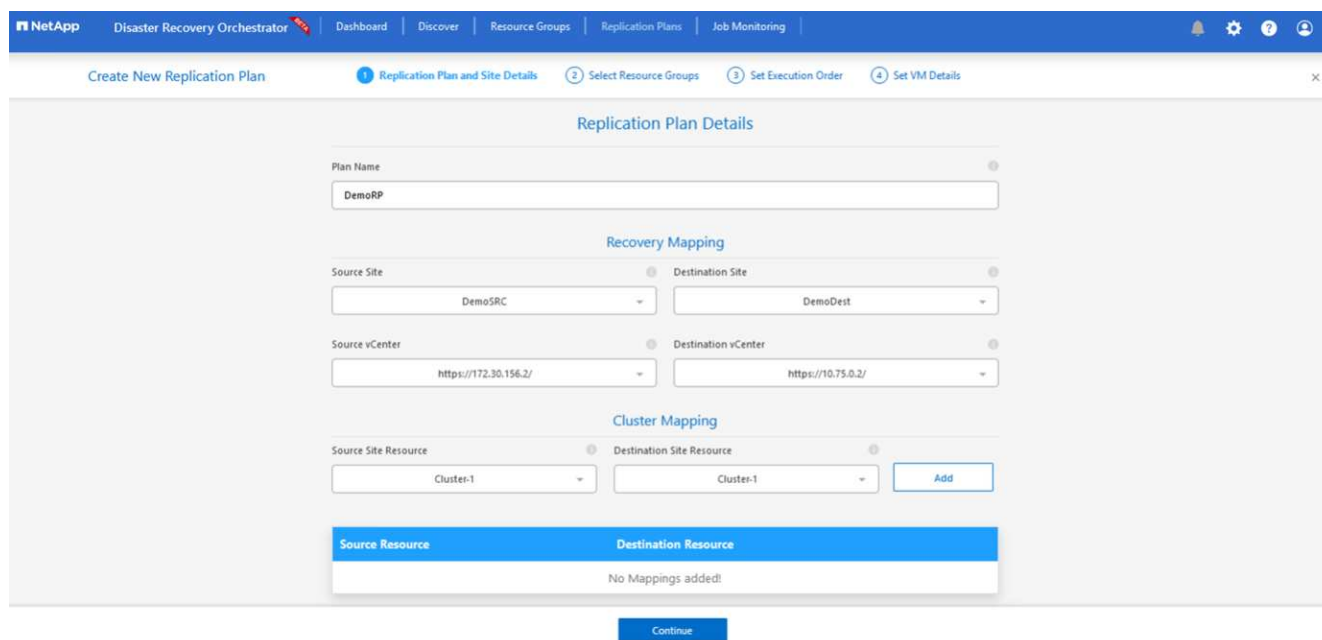 NetApp Disaster Recovery Orchestrator Dashboard Discover Resource Groups Replication Plans Job Monitoring ?
Create New Replication Plan 1 Replication Plan and Site Details 2 Select Resource Groups 3 Set Execution Order 4 Set VM Details ×
Replication Plan Details
Plan Name
DemoRP
Recovery Mapping
Source Site Destination Site
DemoSRC DemoDest
Source vCenter Destination vCenter
https://172.30.156.2/ https://10.75.0.2/
Cluster Mapping
Source Site Resource Destination Site Resource
Cluster-1 Cluster-1 Add
Source Resource Destination Resource
No Mappings added!
Continue